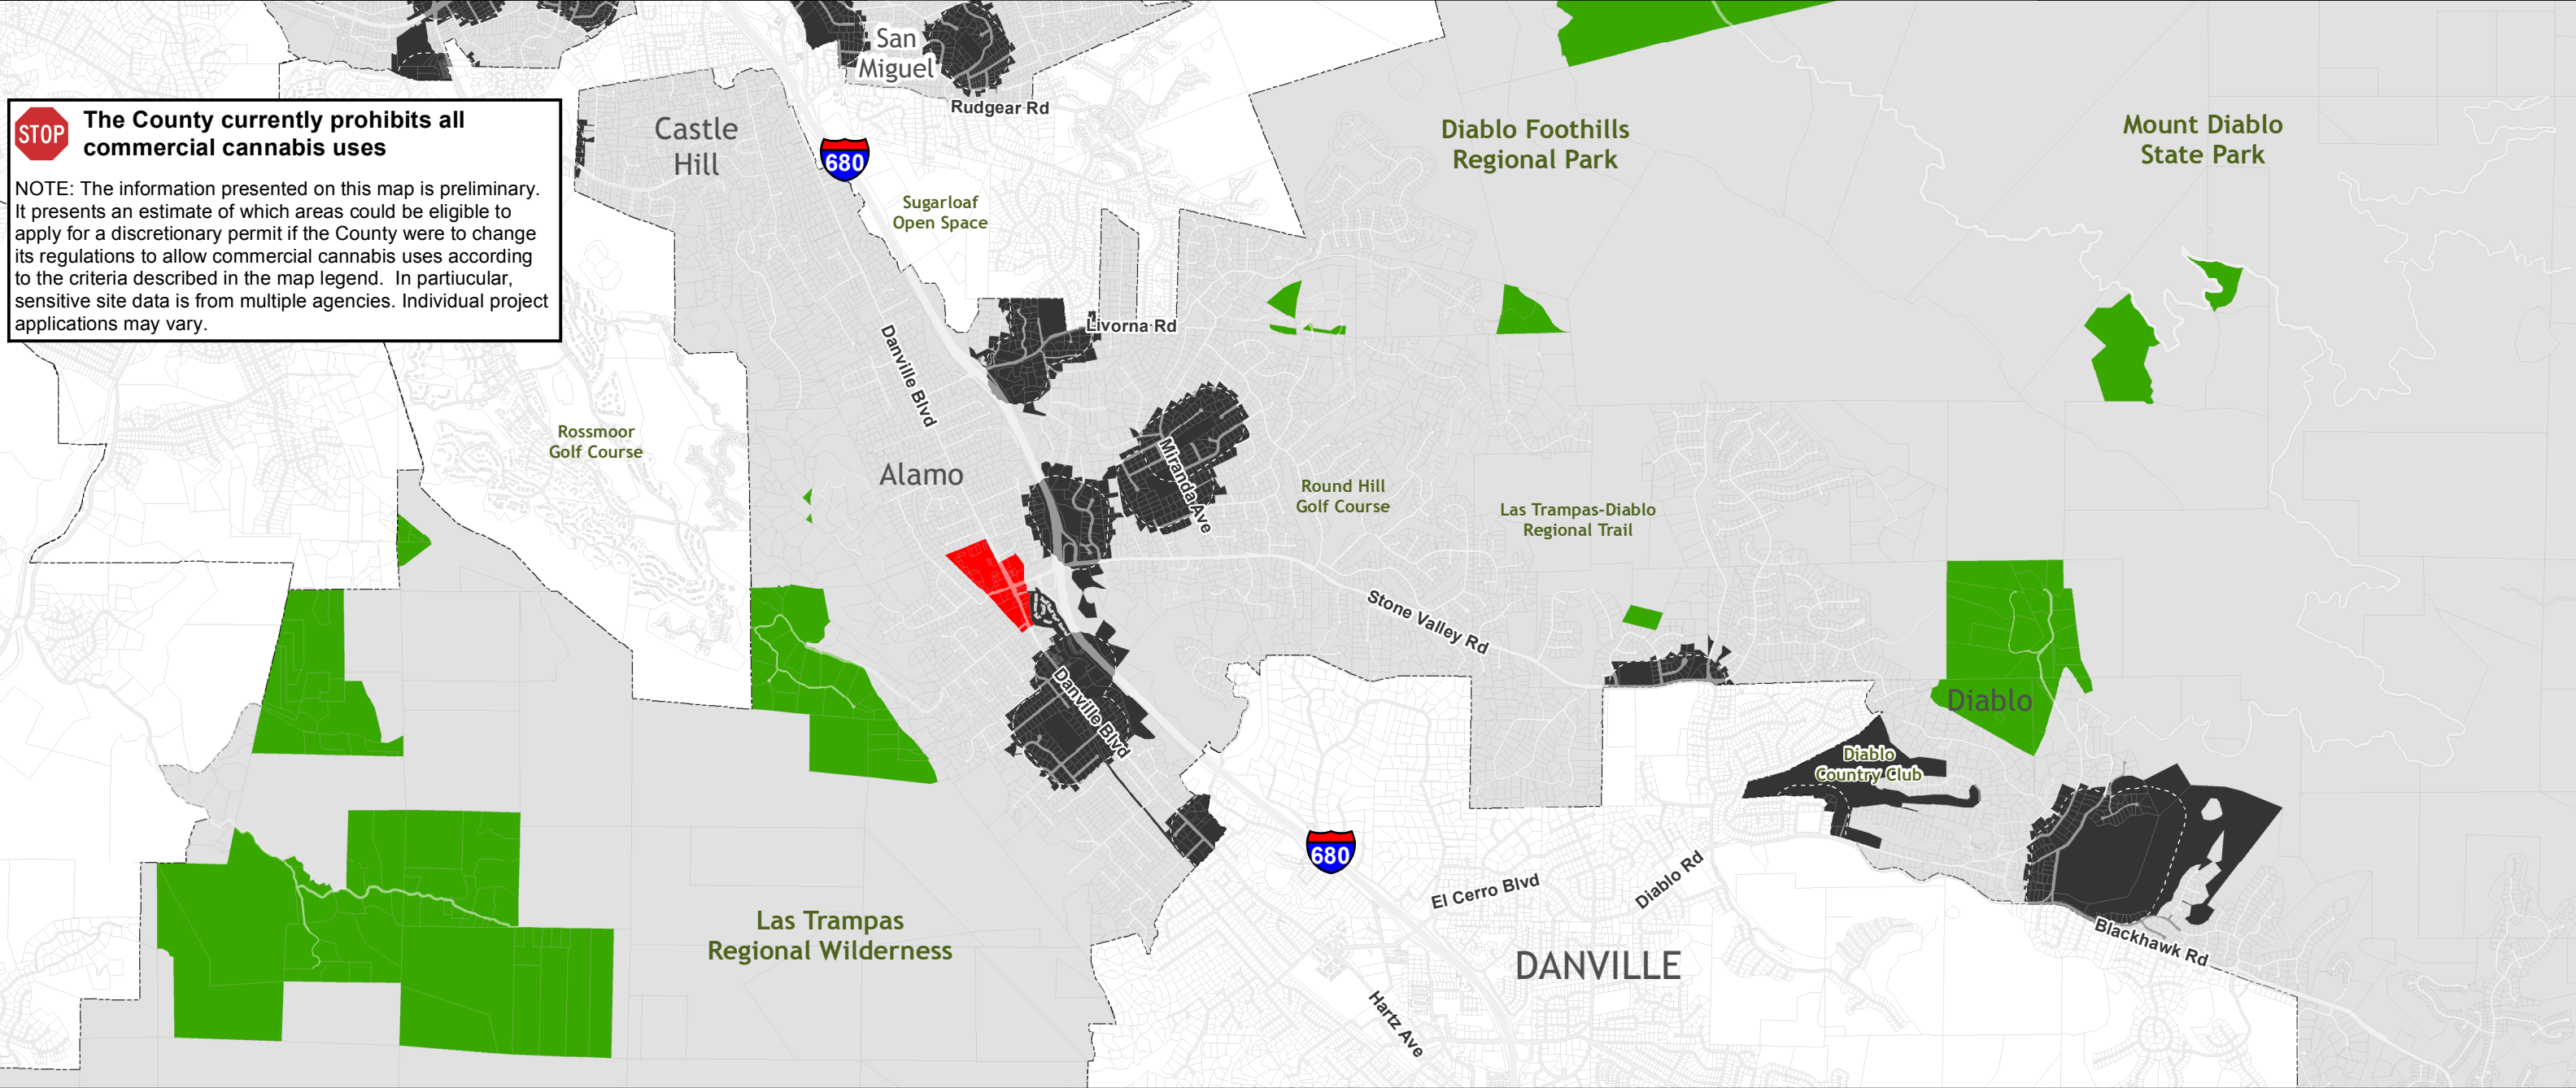 San
Miguel
Rudgear Rd
STOP
The County currently prohibits all
commercial cannabis uses
NOTE: The information presented on this map is preliminary.
It presents an estimate of which areas could be eligible to
apply for a discretionary permit if the County were to change
its regulations to allow commercial cannabis uses according
to the criteria described in the map legend. In partiucular,
sensitive site data is from multiple agencies. Individual project
applications may vary.
Castle
Hill
680
Diablo Foothills
Regional Park
Mount Diablo
State Park
Sugarloaf
Open Space
Livorna Rd
Danville Blvd
Rossmoor
Golf Course
Alamo
Miranda Ave
Round Hill
Golf Course
Las Trampas-Diablo
Regional Trail
Stone Valley Rd
Danville Blvd
Diablo
Diablo
Country Club
680
El Cerro Blvd
Diablo Rd
Las Trampas
Regional Wilderness
DANVILLE
Blackhawk Rd
Hartz Ave